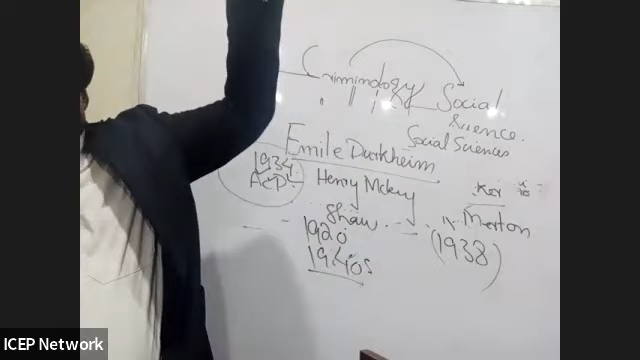 Criminology
Social
Science.
Social Sciences
Emile Durkheim
1934
Henry Mckay
Shaw
Merton
1920
(1938)
1940s
ICEP Network